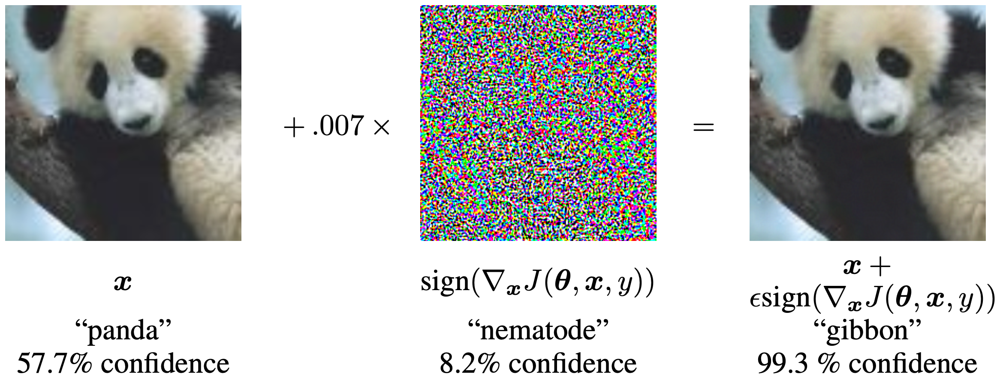 + .007 ×
=
x
sign(∇ₓJ(θ, x, y))
x +
ϵsign(∇ₓJ(θ, x, y))
“panda”
“nematode”
“gibbon”
57.7% confidence
8.2% confidence
99.3 % confidence